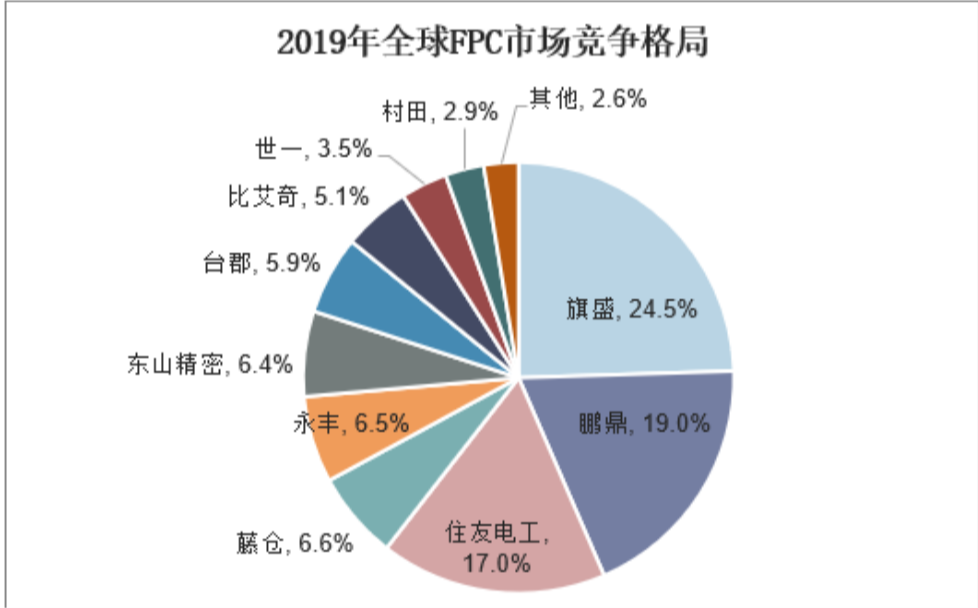 2019年全球FPC市场竞争格局
其他, 2.6%
村田, 2.9%
世一, 3.5%
比艾奇, 5.1%
台郡, 5.9%
旗盛, 24.5%
东山精密, 6.4%
永丰, 6.5%
鹏鼎, 19.0%
藤仓, 6.6%
住友电工,
17.0%